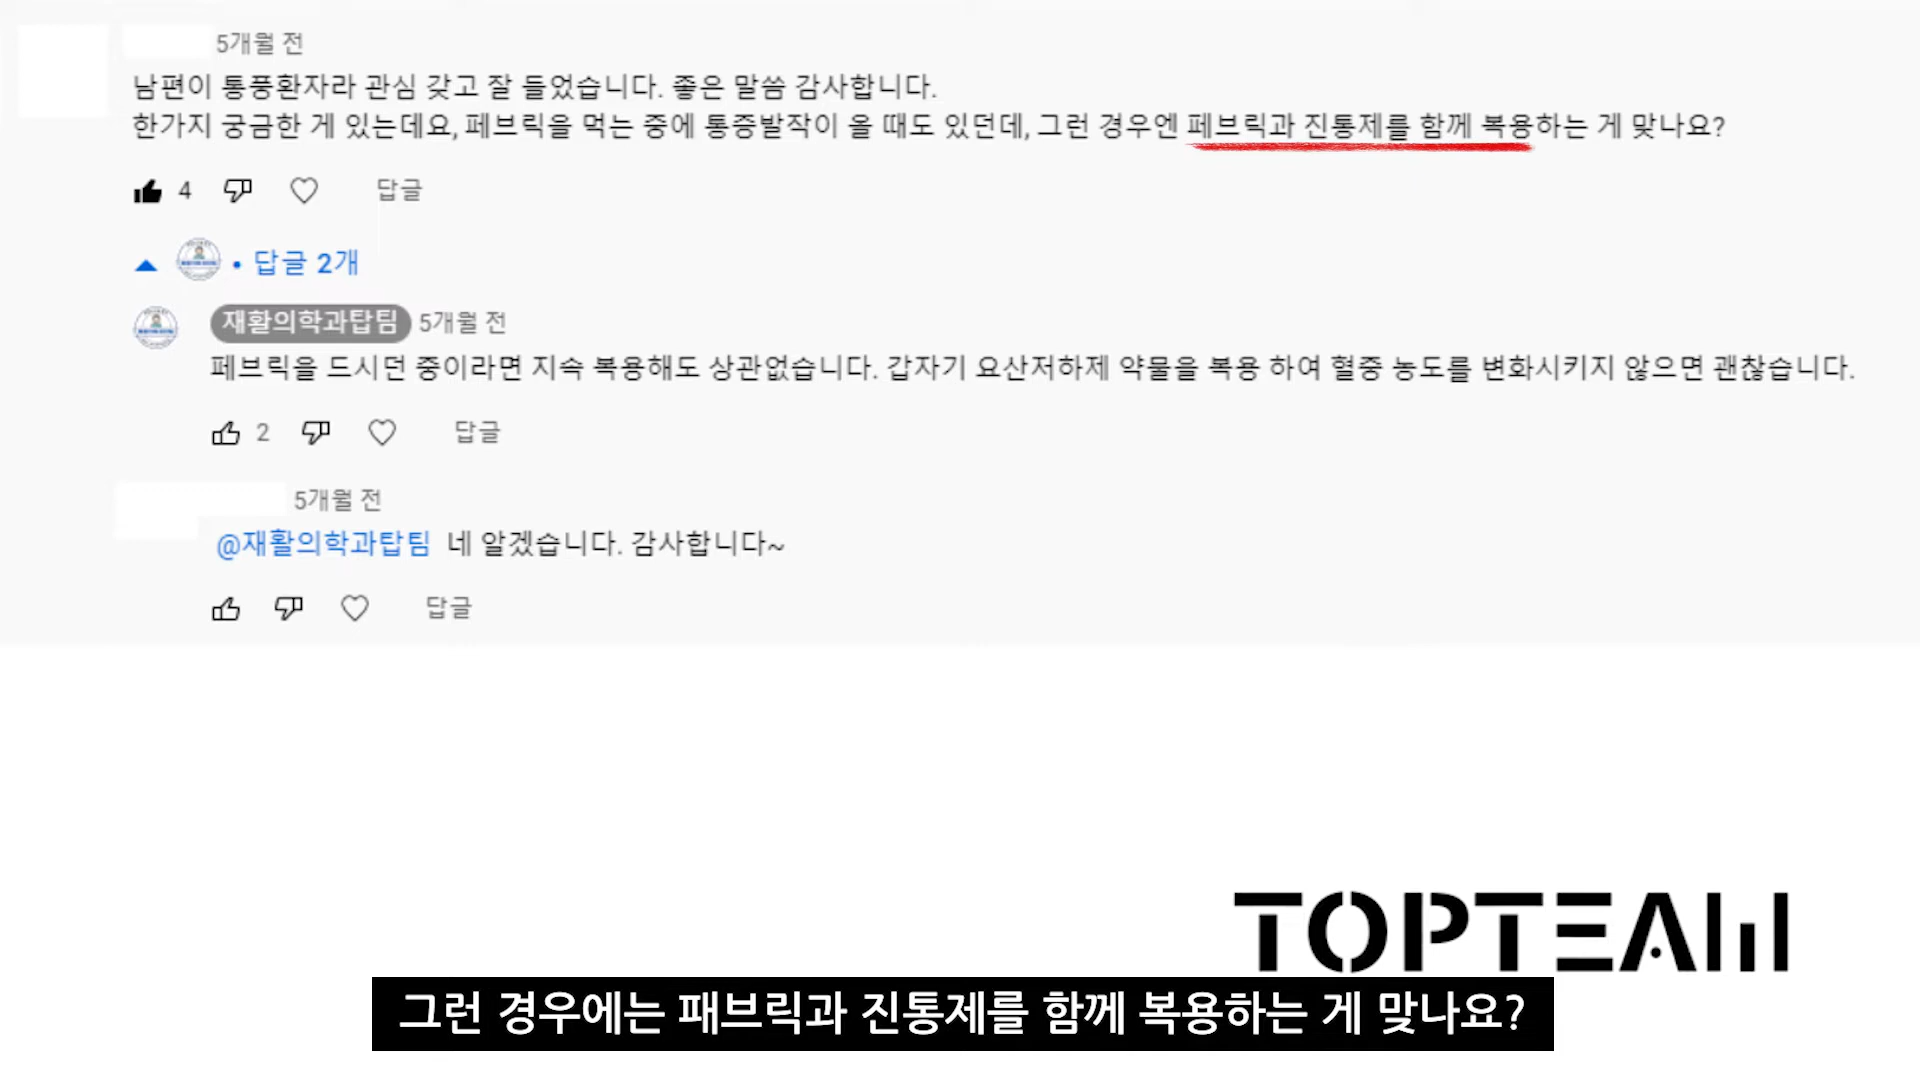 5개월 전
남편이 통풍환자라 관심 갖고 잘 들었습니다. 좋은 말씀 감사합니다.
한가지 궁금한 게 있는데요, 페브릭을 먹는 중에 통증발작이 올 때도 있던데, 그런 경우엔 페브릭과 진통제를 함께 복용하는 게 맞나요?
4 답글
• 답글 2개
재활의학과탑팀 5개월 전
페브릭을 드시던 중이라면 지속 복용해도 상관없습니다. 갑자기 요산저하제 약물을 복용 하여 혈중 농도를 변화시키지 않으면 괜찮습니다.
2 답글
5개월 전
@재활의학과탑팀 네 알겠습니다. 감사합니다~
답글
TOPTEAM
그런 경우에는 패브릭과 진통제를 함께 복용하는 게 맞나요?